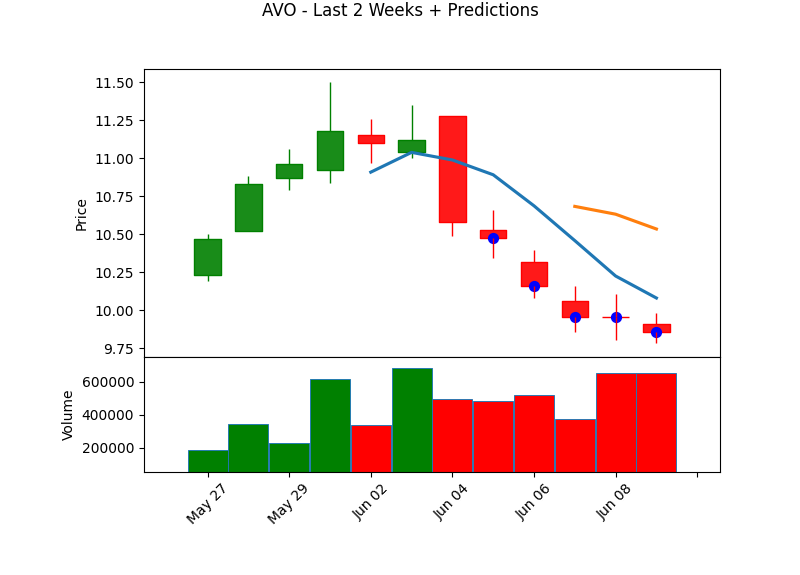 AVO - Last 2 Weeks + Predictions
Price
11.50
11.25
11.00
10.75
10.50
10.25
10.00
9.75
Volume
600000
400000
200000
May 27
May 29
Jun 02
Jun 04
Jun 06
Jun 08